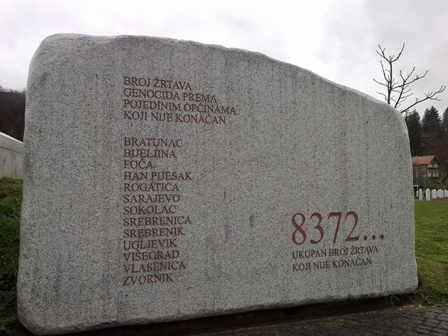 BROJ ŽRTAVA
GENOCIDA PREMA
POJEDINIM OPĆINAMA
KOJI NIJE KONAČAN
BRATUNAC
BIJELJINA
FOČA
HAN PIJESAK
ROGATICA
SARAJEVO
SOKOLAC
SREBRENICA
SREBRENIK
UGLJEVIK
VIŠEGRAD
VLASENICA
ZVORNIK
8372...
UKUPAN BROJ ŽRTAVA
KOJI NIJE KONAČAN